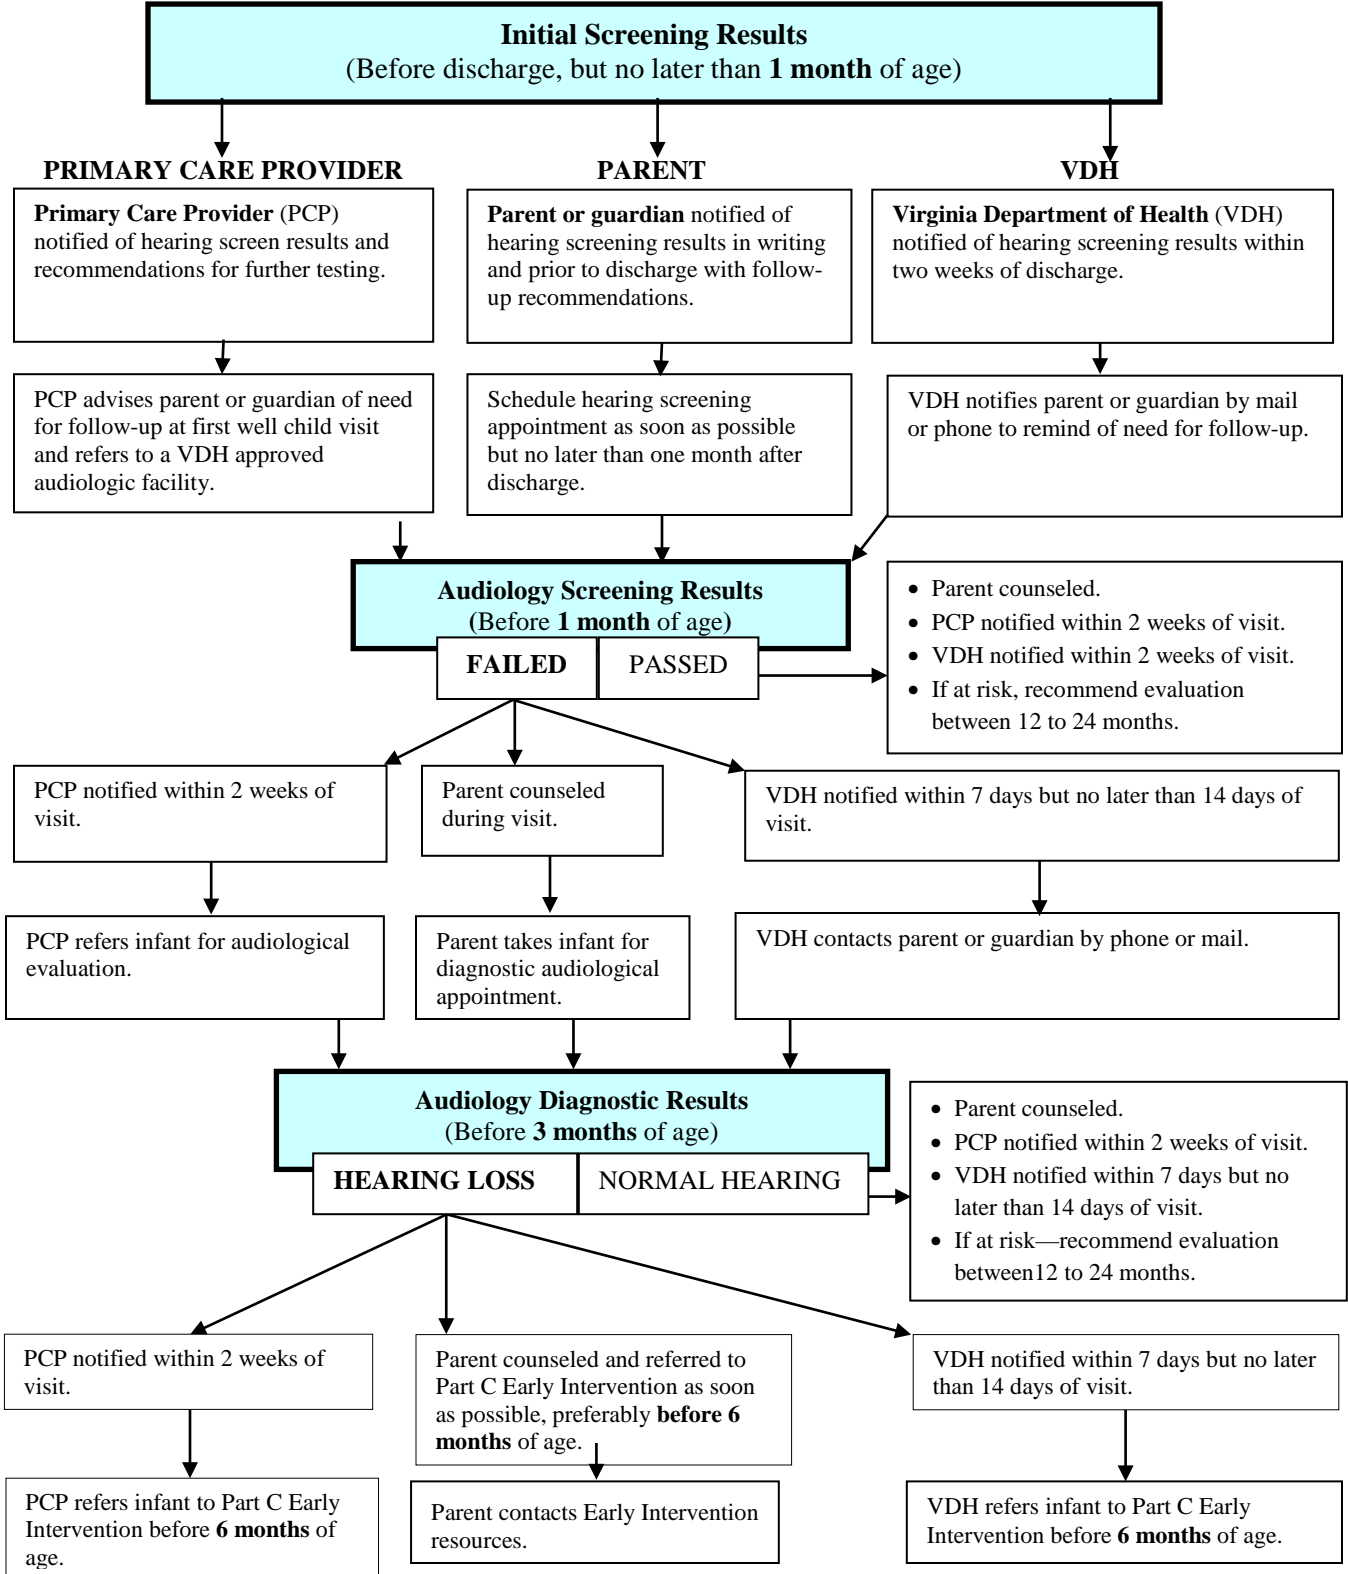 Initial Screening Results
(Before discharge, but no later than 1 month of age)
PRIMARY CARE PROVIDER
PARENT
VDH
Primary Care Provider (PCP)
notified of hearing screen results and
recommendations for further testing.
Parent or guardian notified of
hearing screening results in writing
and prior to discharge with follow-
up recommendations.
Virginia Department of Health (VDH)
notified of hearing screening results within
two weeks of discharge.
PCP advises parent or guardian of need
for follow-up at first well child visit
and refers to a VDH approved
audiologic facility.
Schedule hearing screening
appointment as soon as possible
but no later than one month after
discharge.
VDH notifies parent or guardian by mail
or phone to remind of need for follow-up.
Audiology Screening Results
(Before 1 month of age)
FAILED
PASSED
• Parent counseled.
• PCP notified within 2 weeks of visit.
• VDH notified within 2 weeks of visit.
• If at risk, recommend evaluation
between 12 to 24 months.
PCP notified within 2 weeks of
visit.
Parent counseled
during visit.
VDH notified within 7 days but no later than 14 days of
visit.
PCP refers infant for audiological
evaluation.
Parent takes infant for
diagnostic audiological
appointment.
VDH contacts parent or guardian by phone or mail.
Audiology Diagnostic Results
(Before 3 months of age)
HEARING LOSS
NORMAL HEARING
• Parent counseled.
• PCP notified within 2 weeks of visit.
• VDH notified within 7 days but no
later than 14 days of visit.
• If at risk—recommend evaluation
between12 to 24 months.
PCP notified within 2 weeks of
visit.
Parent counseled and referred to
Part C Early Intervention as soon
as possible, preferably before 6
months of age.
VDH notified within 7 days but no later
than 14 days of visit.
PCP refers infant to Part C Early
Intervention before 6 months of
age.
Parent contacts Early Intervention
resources.
VDH refers infant to Part C Early
Intervention before 6 months of age.